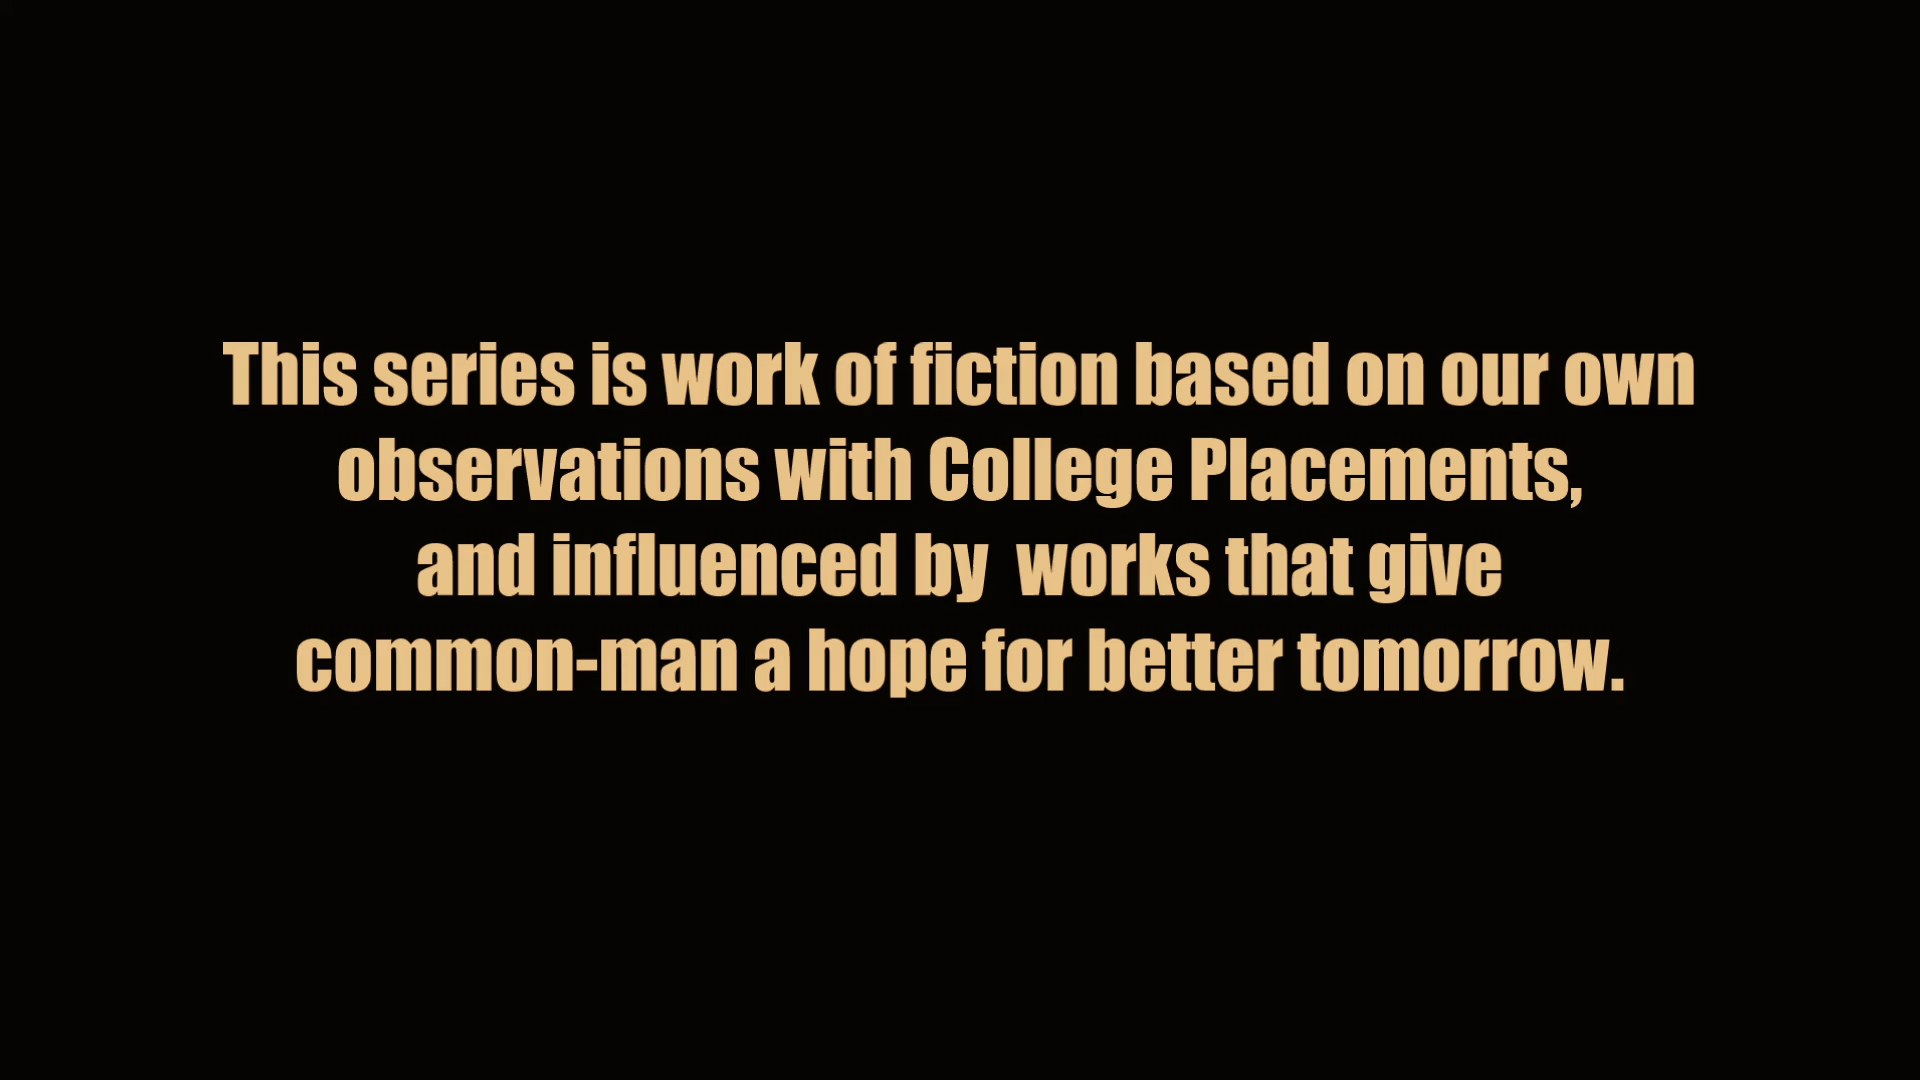 This series is work of fiction based on our own
observations with College Placements,
and influenced by  works that give
common-man a hope for better tomorrow.